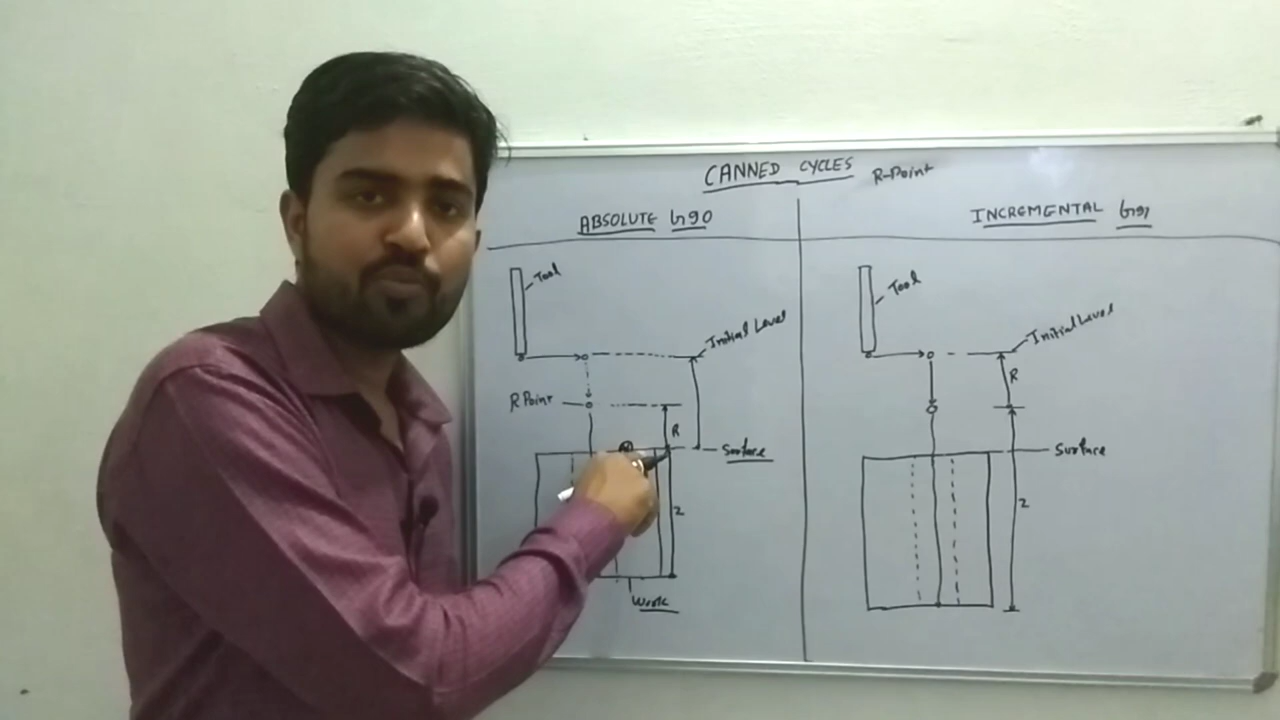 CANNED CYCLES R-Point
ABSOLUTE G90
Tool
Initial Level
R Point
R
Surface
Z
Work
INCREMENTAL G91
Tool
Initial Level
R
Surface
Z